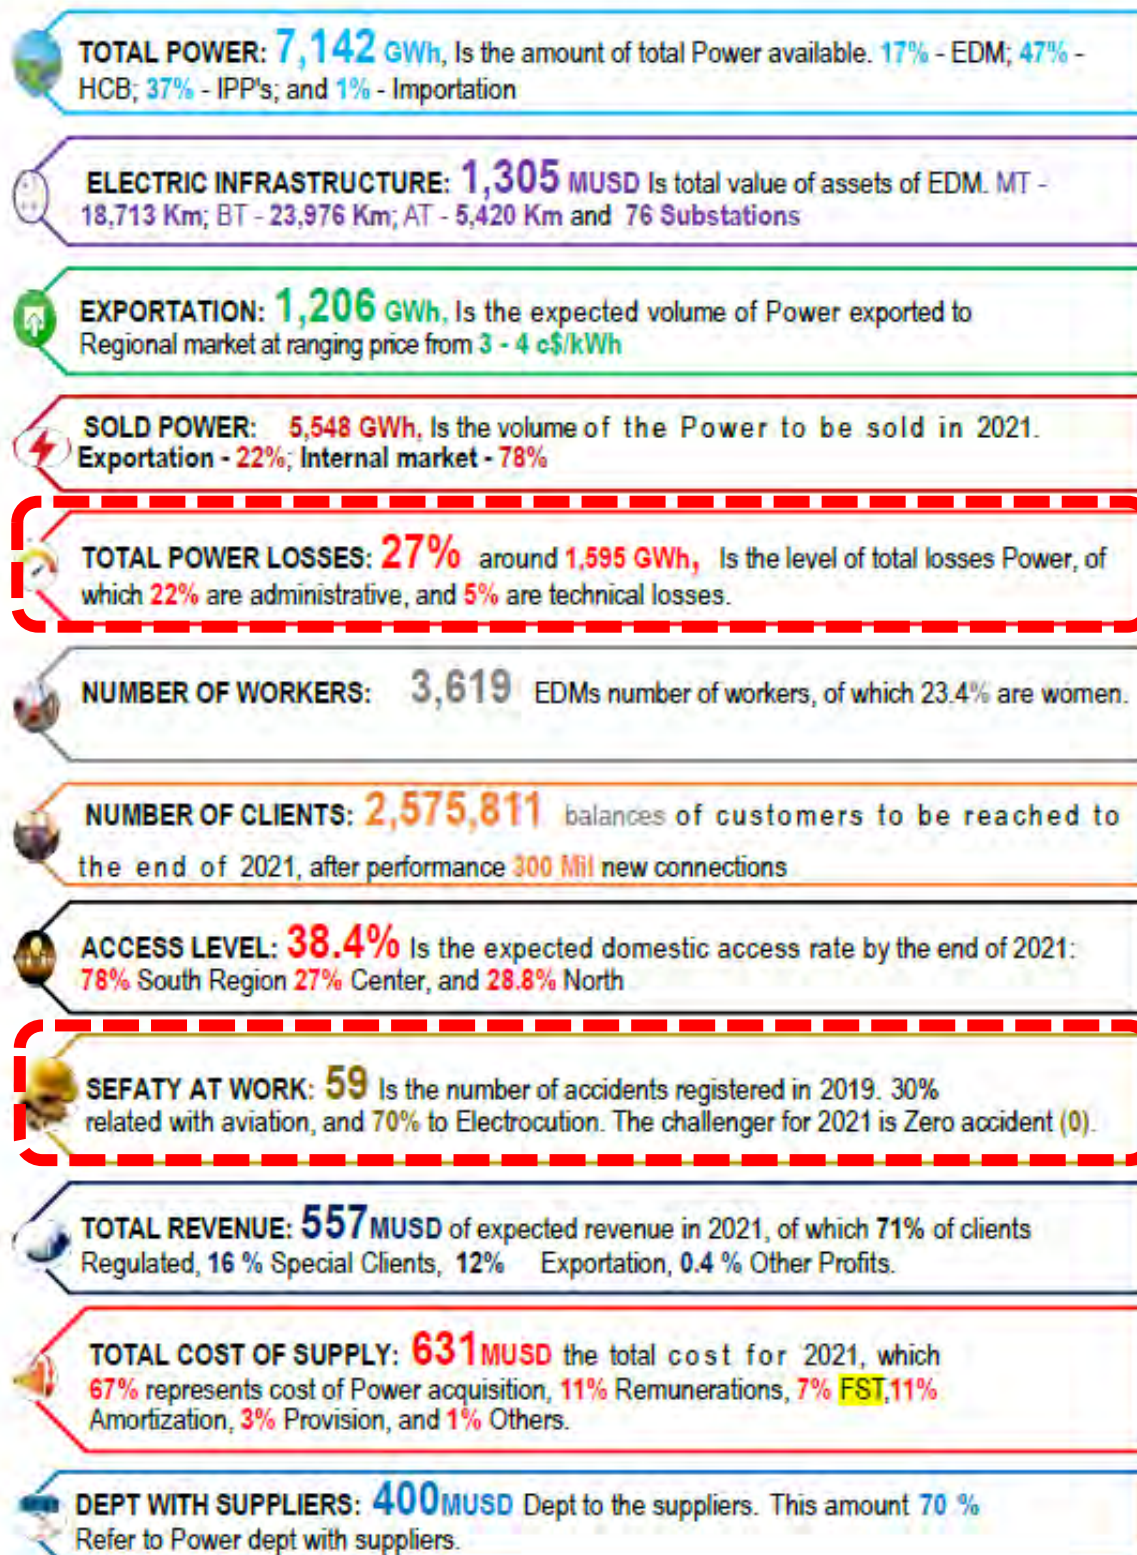 TOTAL POWER: 7,142 GWh, Is the amount of total Power available. 17% - EDM; 47% -
HCB; 37% - IPP's; and 1% - Importation
ELECTRIC INFRASTRUCTURE: 1,305 MUSD Is total value of assets of EDM. MT -
18,713 Km; BT - 23,976 Km; AT - 5,420 Km and 76 Substations
EXPORTATION: 1,206 GWh, Is the expected volume of Power exported to
Regional market at ranging price from 3 - 4 c$/kWh
SOLD POWER: 5,548 GWh, Is the volume of the Power to be sold in 2021.
Exportation - 22%; Internal market - 78%
TOTAL POWER LOSSES: 27% around 1,595 GWh, Is the level of total losses Power, of
which 22% are administrative, and 5% are technical losses.
NUMBER OF WORKERS: 3,619 EDMs number of workers, of which 23.4% are women.
NUMBER OF CLIENTS: 2,575,811 balances of customers to be reached to
the end of 2021, after performance 300 Mil new connections
ACCESS LEVEL: 38.4% Is the expected domestic access rate by the end of 2021:
78% South Region 27% Center, and 28.8% North
SEFATY AT WORK: 59 Is the number of accidents registered in 2019. 30%
related with aviation, and 70% to Electrocution. The challenger for 2021 is Zero accident (0).
TOTAL REVENUE: 557 MUSD of expected revenue in 2021, of which 71% of clients
Regulated, 16 % Special Clients, 12% Exportation, 0.4 % Other Profits.
TOTAL COST OF SUPPLY: 631 MUSD the total cost for 2021, which
67% represents cost of Power acquisition, 11% Remunerations, 7% FST,11%
Amortization, 3% Provision, and 1% Others.
DEPT WITH SUPPLIERS: 400 MUSD Dept to the suppliers. This amount 70 %
Refer to Power dept with suppliers.